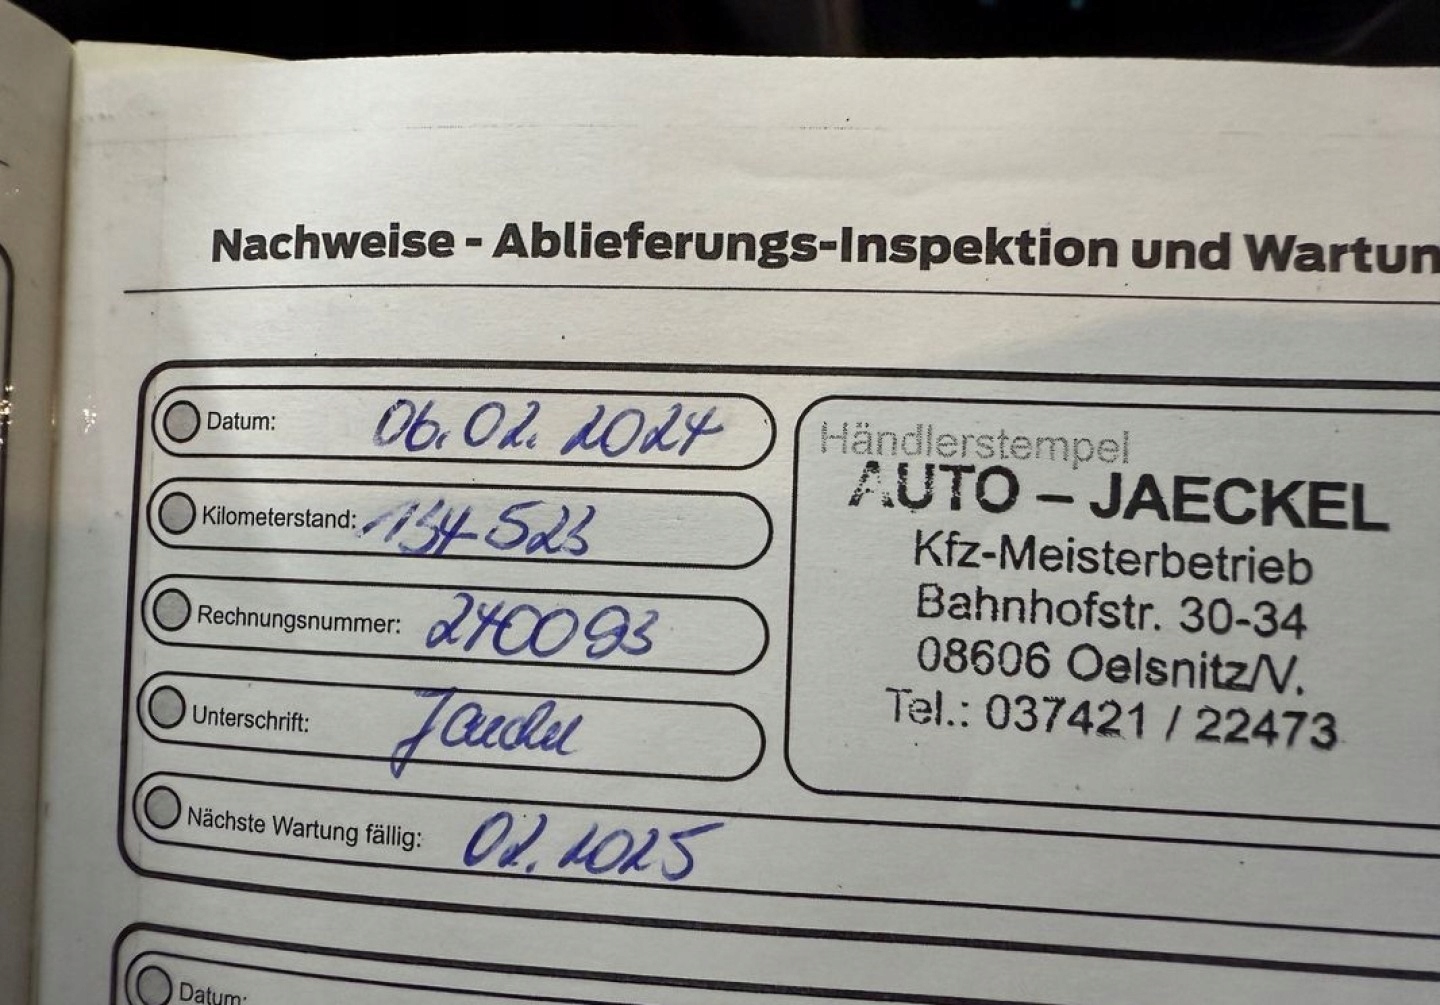 Nachweise - Ablieferungs-Inspektion und Wartun
Datum: 06.02.2024
Kilometerstand: 134523
Rechnungsnummer: 240093
Unterschrift: Jaeckel
Nächste Wartung fällig: 02.2025
Händlerstempel
AUTO – JAECKEL
Kfz-Meisterbetrieb
Bahnhofstr. 30-34
08606 Oelsnitz/V.
Tel.: 037421 / 22473
Datum: